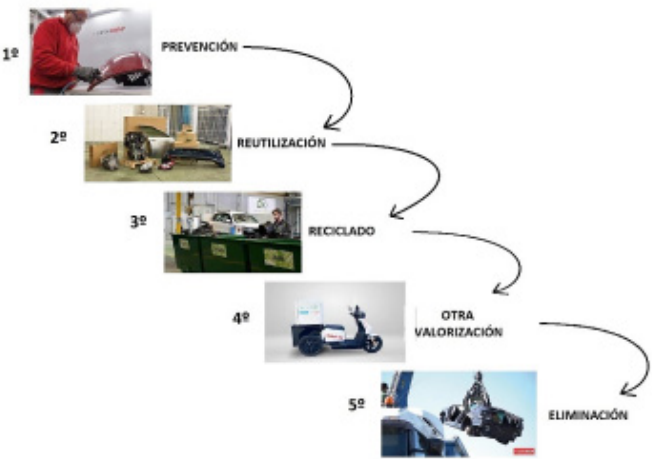 1º
PREVENCIÓN
2º
REUTILIZACIÓN
3º
RECICLADO
4º
OTRA
VALORIZACIÓN
5º
ELIMINACIÓN